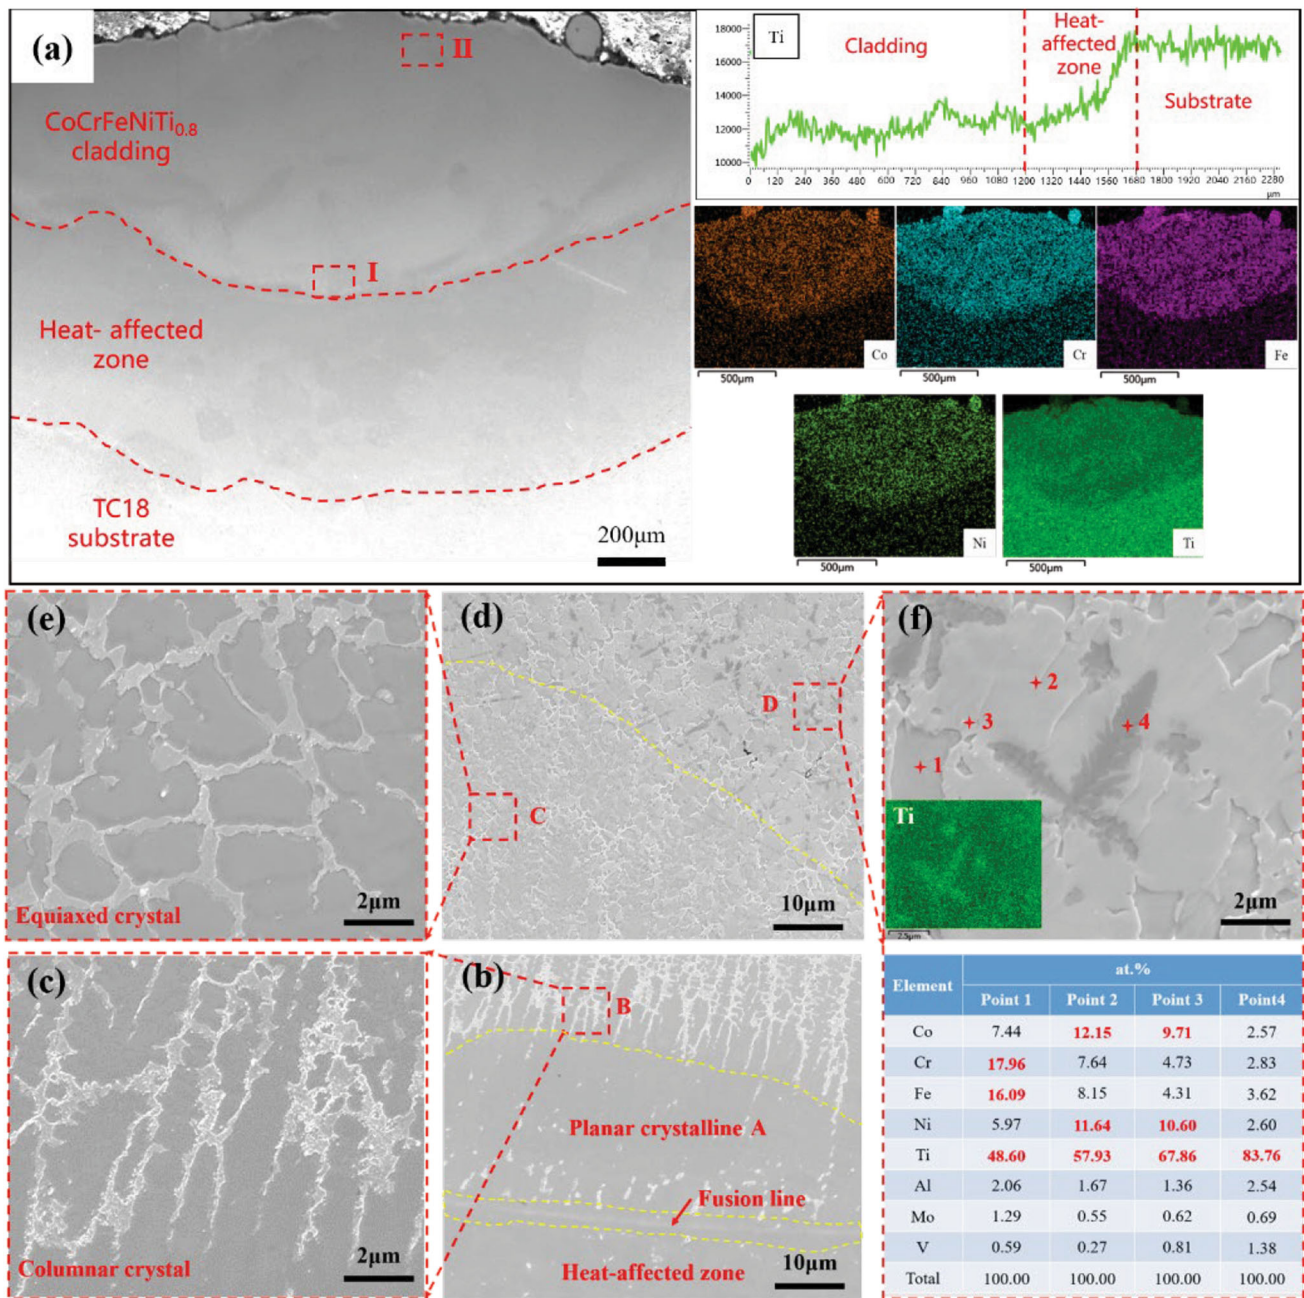 (a)
II
CoCrFeNiTi0.8
cladding
I
Heat- affected
zone
TC18
substrate
200μm
Ti
Cladding
Heat-
affected
zone
Substrate
18000
16000
14000
12000
10000
0 120 240 360 480 600 720 840 960 1080 1200 1320 1440 1560 1680 1800 1920 2040 2160 2280
μm
Co
Cr
Fe
500μm
500μm
500μm
Ni
Ti
500μm
500μm
(e)
2μm
Equiaxed crystal
(d)
D
C
10μm
(f)
2
3
4
1
Ti
2.5μm
2μm
(c)
2μm
Columnar crystal
(b)
B
Planar crystalline A
Fusion line
10μm
Heat-affected zone
Element at.%
Point 1 Point 2 Point 3 Point4
Co 7.44 12.15 9.71 2.57
Cr 17.96 7.64 4.73 2.83
Fe 16.09 8.15 4.31 3.62
Ni 5.97 11.64 10.60 2.60
Ti 48.60 57.93 67.86 83.76
Al 2.06 1.67 1.36 2.54
Mo 1.29 0.55 0.62 0.69
V 0.59 0.27 0.81 1.38
Total 100.00 100.00 100.00 100.00